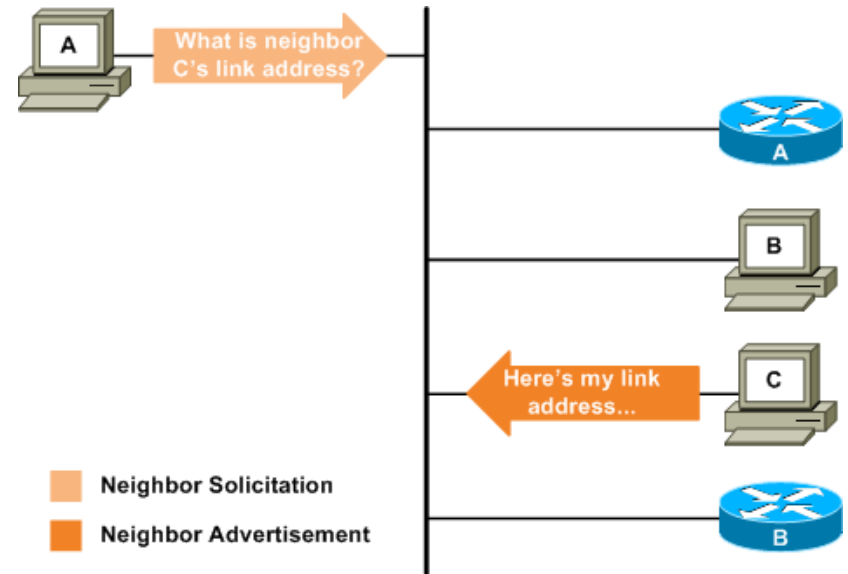 A
What is neighbor
C's link address?
A
B
Here's my link
address...
C
Neighbor Solicitation
Neighbor Advertisement
B